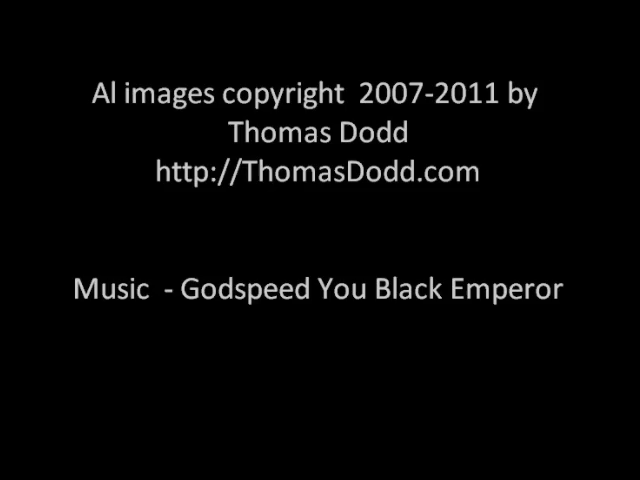 Al images copyright  2007-2011 by
Thomas Dodd
http://ThomasDodd.com
Music  - Godspeed You Black Emperor